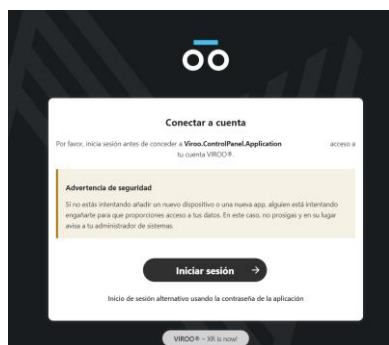 Conectar a cuenta
Por favor, inicia sesión antes de conceder a Viroo.ControlPanel.Application acceso a
tu cuenta VIROO®.
Advertencia de seguridad
Si no estás intentando añadir un nuevo dispositivo o una nueva app, alguien está intentando
engañarte para que proporciones acceso a tus datos. En este caso, no prosigas y en su lugar
avisa a tu administrador de sistemas.
Iniciar sesión →
Inicio de sesión alternativo usando la contraseña de la aplicación
VIROO® – XR is now!